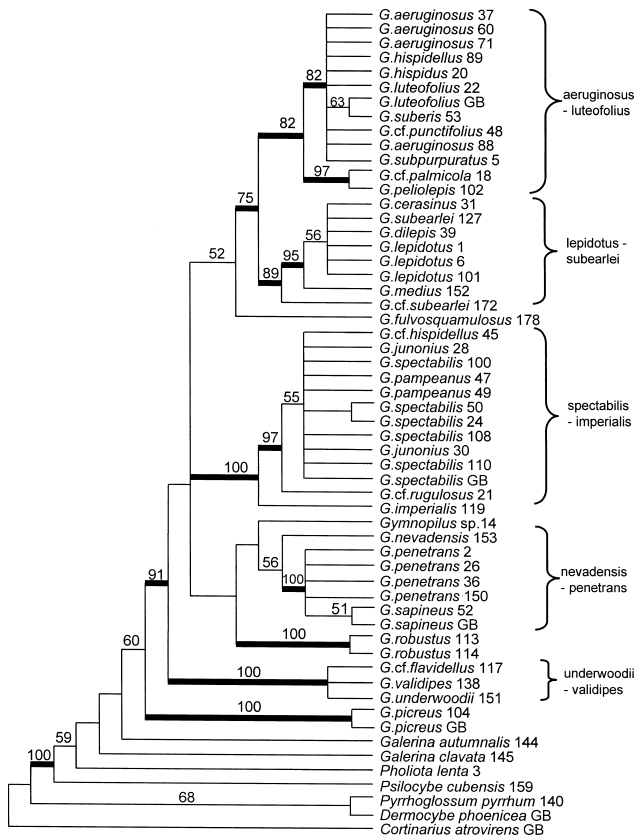 G.aeruginosus 37
G.aeruginosus 60
G.aeruginosus 71
G.hispidellus 89
82
G.hispidus 20
G.luteofolius 22
aeruginosus
- luteofolius
63
G.luteofolius GB
G.suberis 53
82
G.cf.punctifolius 48
G.aeruginosus 88
G.subpurpuratus 5
97
G.cf.palmicola 18
G.peliolepis 102
75
G.cerasinus 31
G.subearlei 127
56
G.dilepis 39
G.lepidotus 1
lepidotus -
subearlei
52
95
G.lepidotus 6
89
G.lepidotus 101
G.medius 152
G.cf.subearlei 172
G.fulvosquamulosus 178
G.cf.hispidellus 45
G.junonius 28
G.spectabilis 100
G.pampeanus 47
55
G.pampeanus 49
G.spectabilis 50
spectabilis
- imperialis
G.spectabilis 24
97
G.spectabilis 108
G.junonius 30
100
G.spectabilis 110
G.spectabilis GB
G.cf.rugulosus 21
G.imperialis 119
Gymnopilus sp.14
G.nevadensis 153
56
G.penetrans 2
G.penetrans 26
nevadensis
- penetrans
91
100
G.penetrans 36
G.penetrans 150
51
G.sapineus 52
G.sapineus GB
100
G.robustus 113
G.robustus 114
60
100
G.cf.flavidellus 117
G.validipes 138
G.underwoodii 151
underwoodii
- validipes
100
G.picreus 104
G.picreus GB
59
Galerina autumnalis 144
Galerina clavata 145
100
Pholiota lenta 3
Psilocybe cubensis 159
68
Pyrrhoglossum pyrrhum 140
Dermocybe phoenicea GB
Cortinarius atrovirens GB